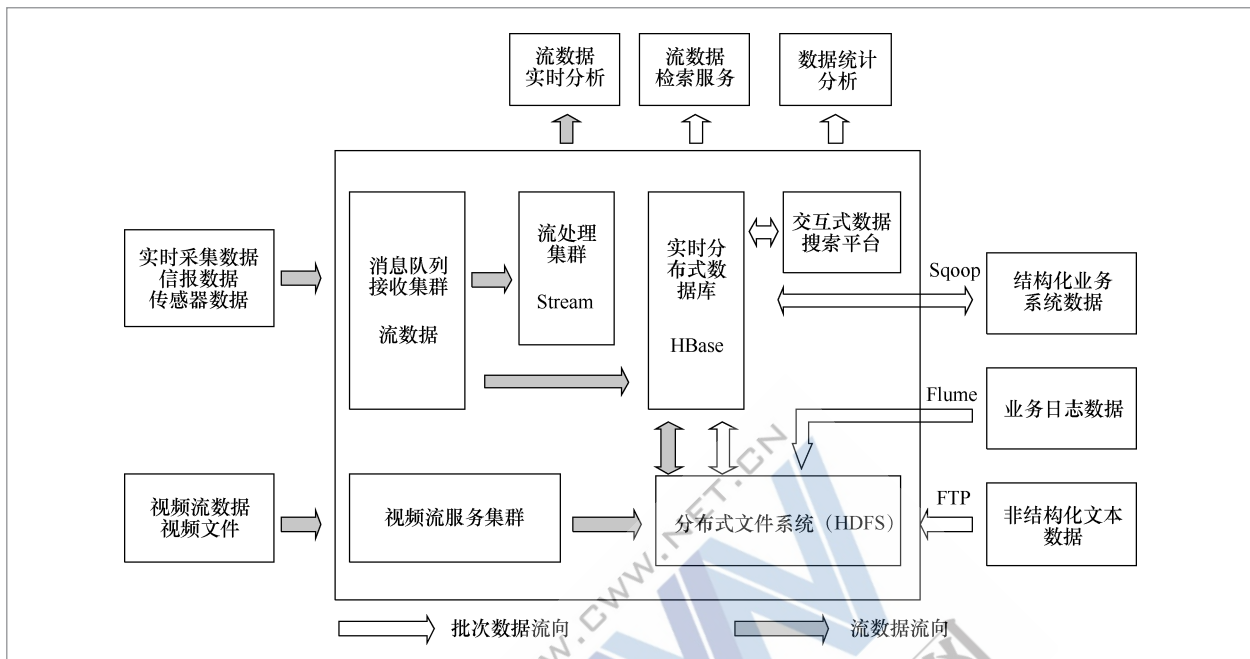 流数据
实时分析
流数据
检索服务
数据统计
分析
实时采集数据
信报数据
传感器数据
消息队列
接收集群
流数据
流处理
集群
Stream
实时分
布式数
据库
HBase
交互式数据
搜索平台
Sqoop
结构化业务
系统数据
Flume
业务日志数据
视频流数据
视频文件
视频流服务集群
分布式文件系统（HDFS）
FTP
非结构化文本
数据
批次数据流向
流数据流向
WWW.CWW.NET.CN